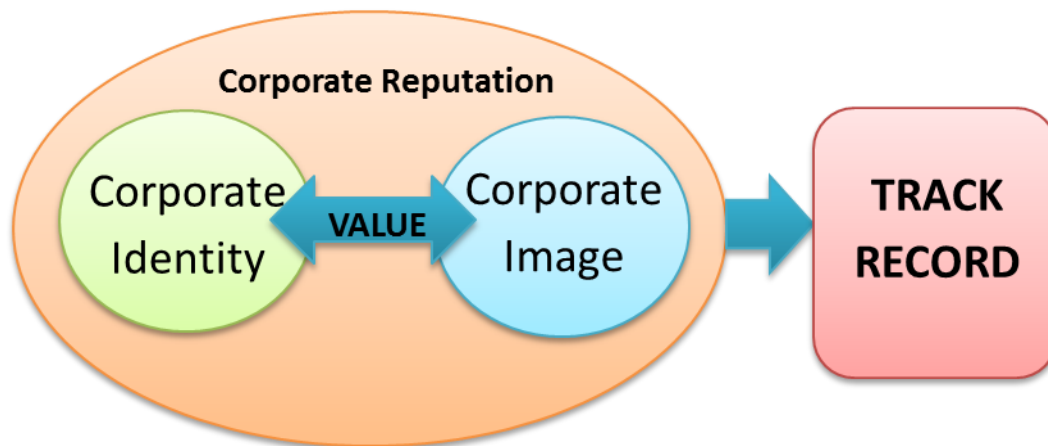 Corporate Reputation
Corporate
Identity
VALUE
Corporate
Image
TRACK
RECORD